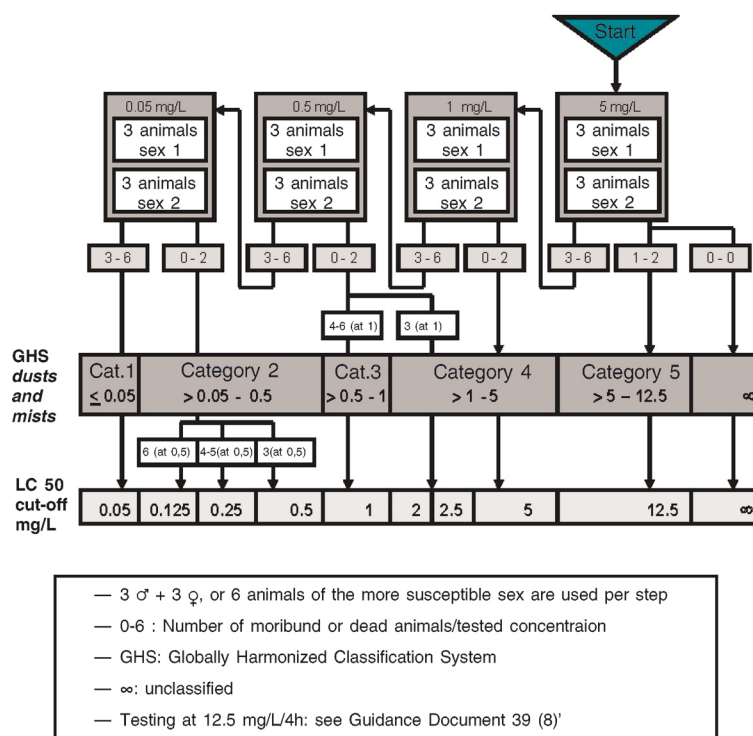 Start
0.05 mg/L
0.5 mg/L
1 mg/L
5 mg/L
3 animals
sex 1
3 animals
sex 1
3 animals
sex 1
3 animals
sex 1
3 animals
sex 2
3 animals
sex 2
3 animals
sex 2
3 animals
sex 2
3 - 6
0 - 2
3 - 6
0 - 2
3 - 6
0 - 2
3 - 6
1 - 2
0 - 0
4-6 (at 1)
3 (at 1)
GHS
dusts
and
mists
Cat.1
≤ 0.05
Category 2
> 0.05 - 0.5
Cat.3
> 0.5 - 1
Category 4
> 1 - 5
Category 5
> 5 – 12.5
∞
6 (at 0,5)
4-5(at 0,5)
3(at 0,5)
LC 50
cut-off
mg/L
0.05
0.125
0.25
0.5
1
2
2.5
5
12.5
∞
— 3 ♂ + 3 ♀, or 6 animals of the more susceptible sex are used per step
— 0-6 : Number of moribund or dead animals/tested concentraion
— GHS: Globally Harmonized Classification System
— ∞: unclassified
— Testing at 12.5 mg/L/4h: see Guidance Document 39 (8)’